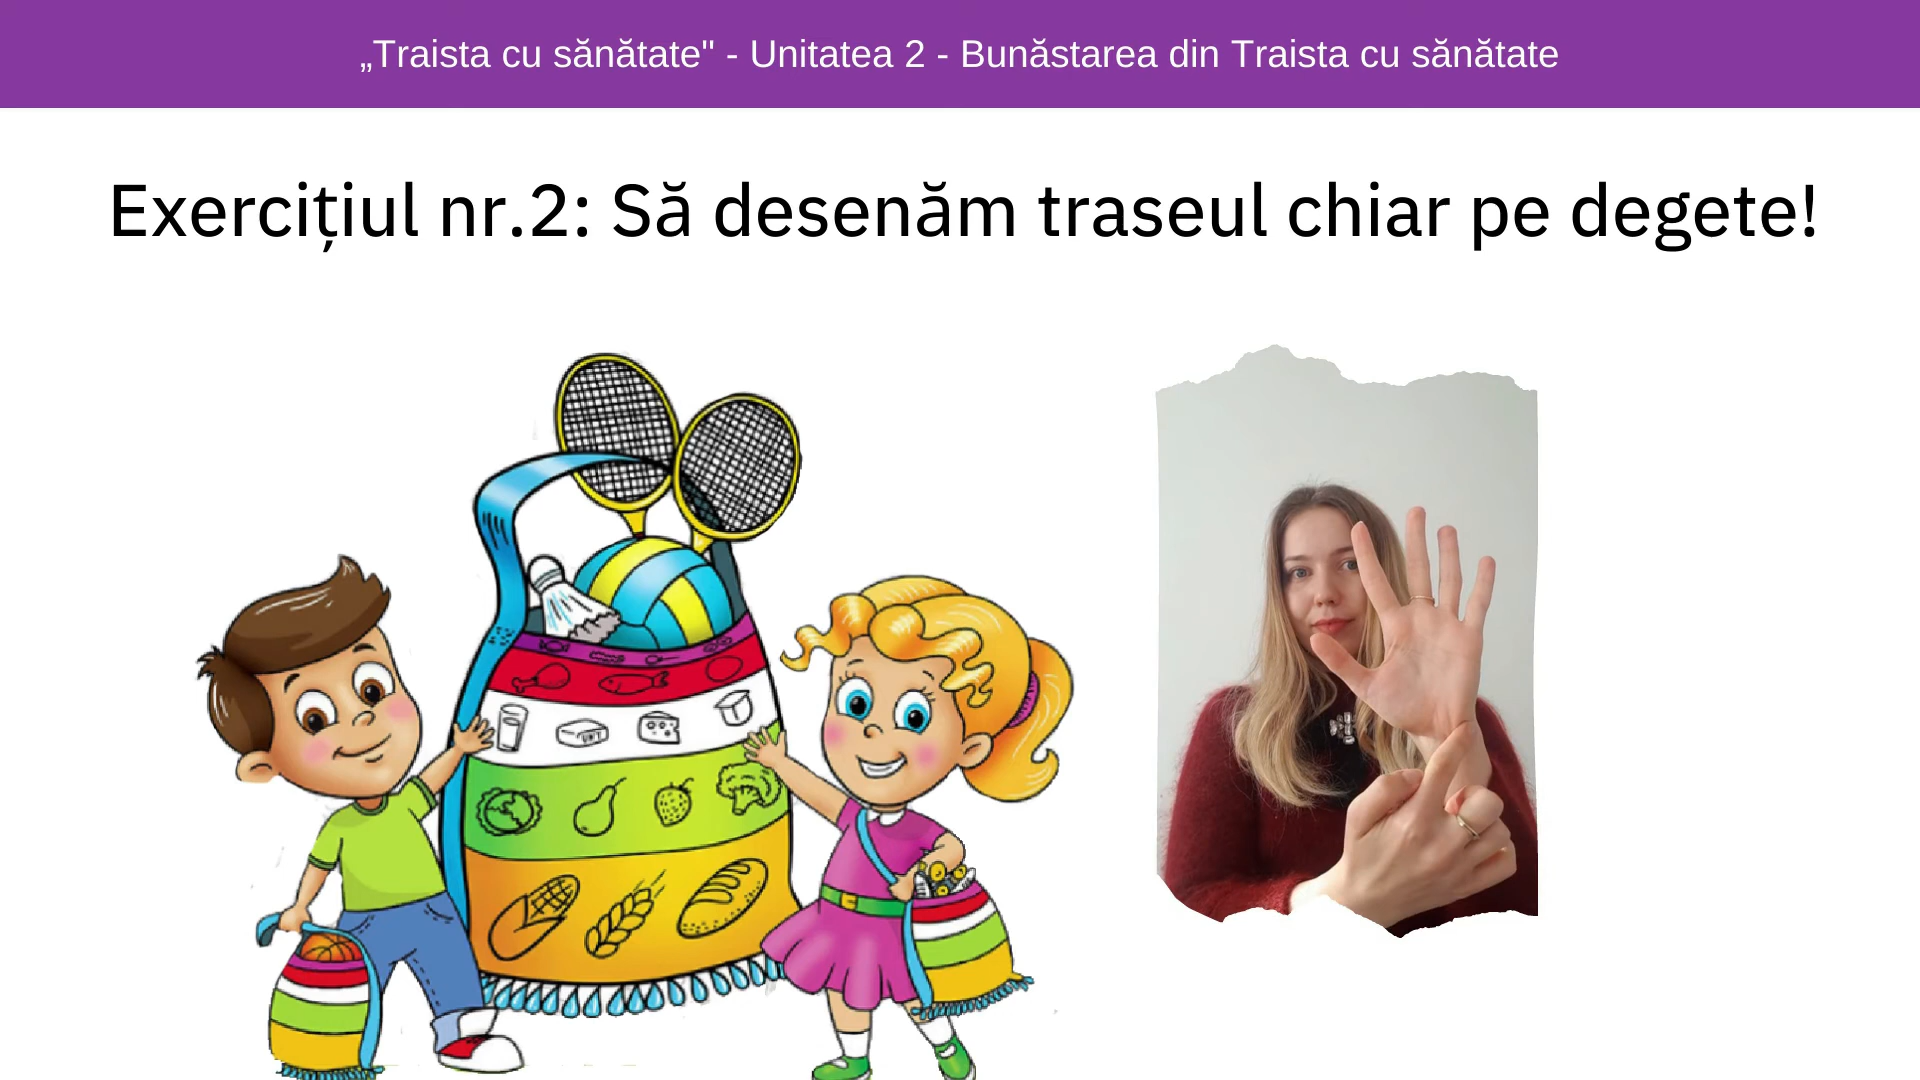 „Traista cu sănătate" - Unitatea 2 - Bunăstarea din Traista cu sănătate
Exercițiul nr.2: Să desenăm traseul chiar pe degete!